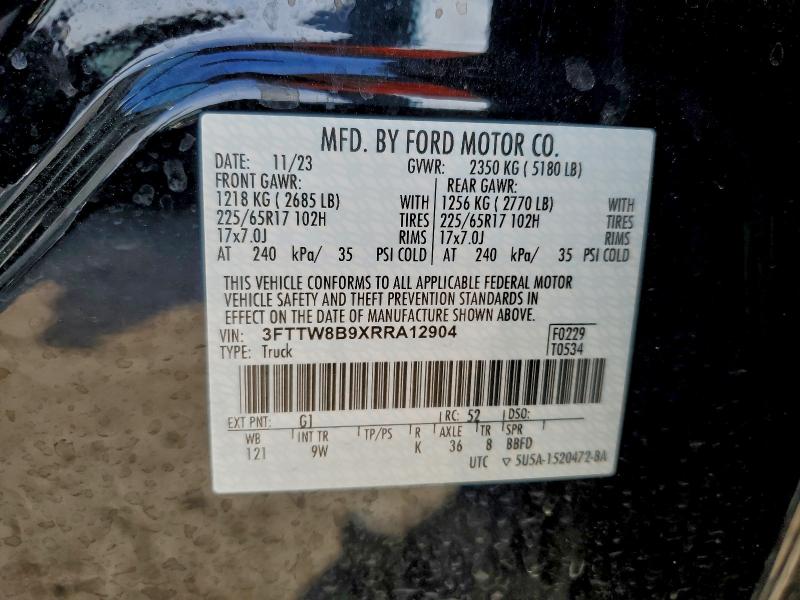 MFD. BY FORD MOTOR CO.
DATE: 11/23 GVWR: 2350 KG ( 5180 LB)
FRONT GAWR: REAR GAWR:
1218 KG ( 2685 LB) WITH 1256 KG ( 2770 LB) WITH
225/65R17 102H TIRES 225/65R17 102H TIRES
17x7.0J RIMS 17x7.0J RIMS
AT 240 kPa/ 35 PSI COLD AT 240 kPa/ 35 PSI COLD
THIS VEHICLE CONFORMS TO ALL APPLICABLE FEDERAL MOTOR
VEHICLE SAFETY AND THEFT PREVENTION STANDARDS IN
EFFECT ON THE DATE OF MANUFACTURE SHOWN ABOVE.
VIN: 3FTTW8B9XRRA12904 F0229
TYPE: Truck T0534
EXT PNT: G1 RC: 52 DSO:
WB INT TR TP/PS R AXLE TR SPR
121 9W K 36 8 BBFD
UTC ▽ 5U5A-1520472-BA